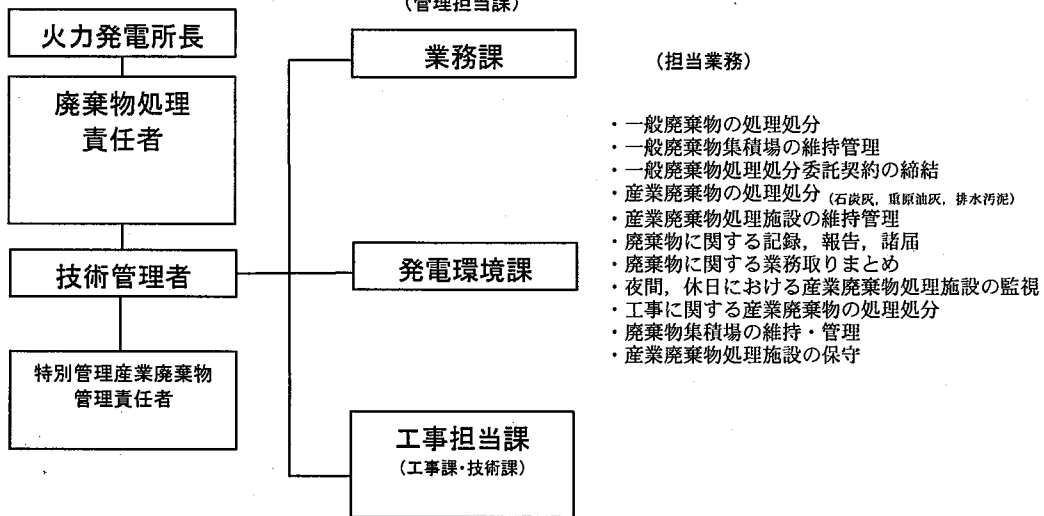 (管理担当課)
火力発電所長
廃棄物処理
責任者
技術管理者
特別管理産業廃棄物
管理責任者
業務課
発電環境課
工事担当課
(工事課・技術課)
(担当業務)
・一般廃棄物の処理処分
・一般廃棄物集積場の維持管理
・一般廃棄物処理処分委託契約の締結
・産業廃棄物の処理処分 (石炭灰，重原油灰，排水汚泥)
・産業廃棄物処理施設の維持管理
・廃棄物に関する記録，報告，諸届
・廃棄物に関する業務取りまとめ
・夜間，休日における産業廃棄物処理施設の監視
・工事に関する産業廃棄物の処理処分
・廃棄物集積場の維持・管理
・産業廃棄物処理施設の保守